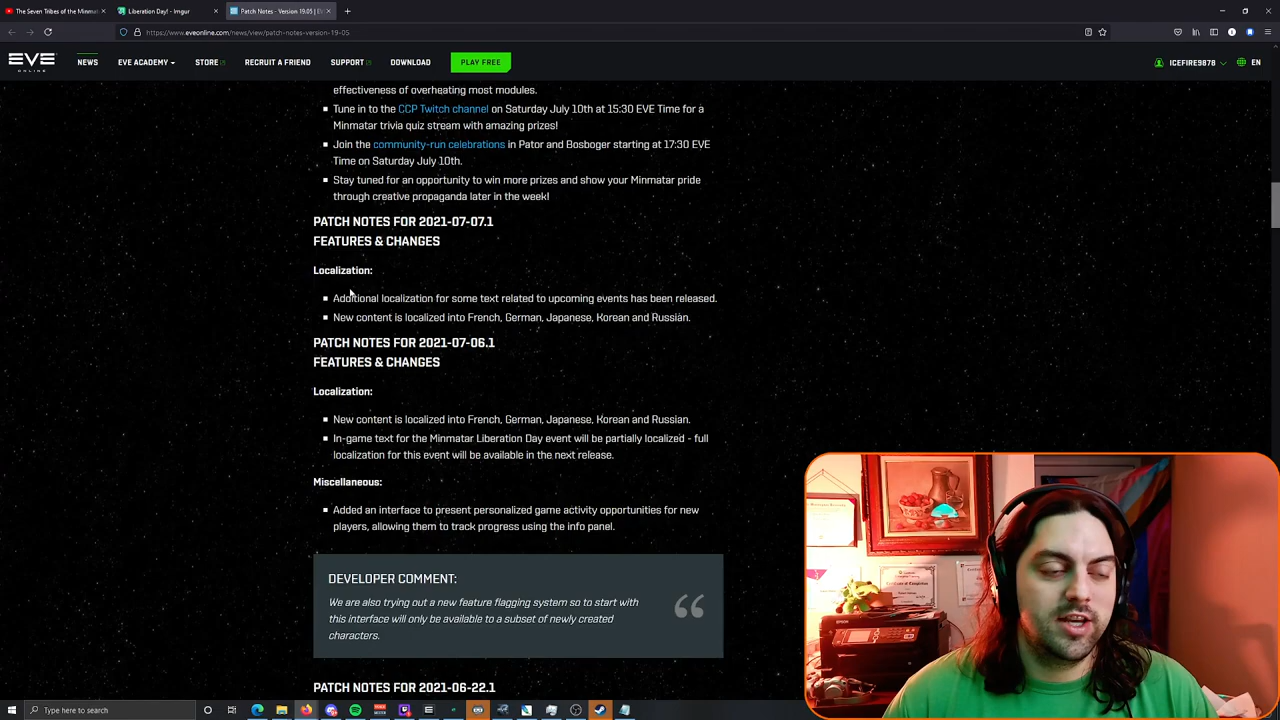 The Seven Tribes of the Minmat
Liberation Day! - Imgur
Patch Notes - Version 19.05 | EV
https://www.eveonline.com/news/view/patch-notes-version-19-05
EVE
ONLINE
NEWS
EVE ACADEMY
STORE
RECRUIT A FRIEND
SUPPORT
DOWNLOAD
PLAY FREE
ICEFIRE9878
EN
effectiveness of overheating most modules.
Tune in to the CCP Twitch channel on Saturday July 10th at 15:30 EVE Time for a
Minmatar trivia quiz stream with amazing prizes!
Join the community-run celebrations in Pator and Bosboger starting at 17:30 EVE
Time on Saturday July 10th.
Stay tuned for an opportunity to win more prizes and show your Minmatar pride
through creative propaganda later in the week!
PATCH NOTES FOR 2021-07-07.1
FEATURES & CHANGES
Localization:
Additional localization for some text related to upcoming events has been released.
New content is localized into French, German, Japanese, Korean and Russian.
PATCH NOTES FOR 2021-07-06.1
FEATURES & CHANGES
Localization:
New content is localized into French, German, Japanese, Korean and Russian.
In-game text for the Minmatar Liberation Day event will be partially localized - full
localization for this event will be available in the next release.
Miscellaneous:
Added an interface to present personalized game activity opportunities for new
players, allowing them to track progress using the info panel.
DEVELOPER COMMENT:
We are also trying out a new feature flagging system so to start with
this interface will only be available to a subset of newly created
characters.
PATCH NOTES FOR 2021-06-22.1
EPSON
Type here to search